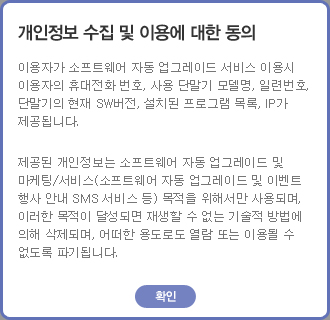 개인정보 수집 및 이용에 대한 동의
이용자가 소프트웨어 자동 업그레이드 서비스 이용시
이용자의 휴대전화 번호, 사용 단말기 모델명, 일련번호,
단말기의 현재 SW버전, 설치된 프로그램 목록, IP가
제공됩니다.
제공된 개인정보는 소프트웨어 자동 업그레이드 및
마케팅/서비스(소프트웨어 자동 업그레이드 및 이벤트
행사 안내 SMS 서비스 등) 목적을 위해서만 사용되며,
이러한 목적이 달성되면 재생할 수 없는 기술적 방법에
의해 삭제되며, 어떠한 용도로도 열람 또는 이용될 수
없도록 파기됩니다.
확인